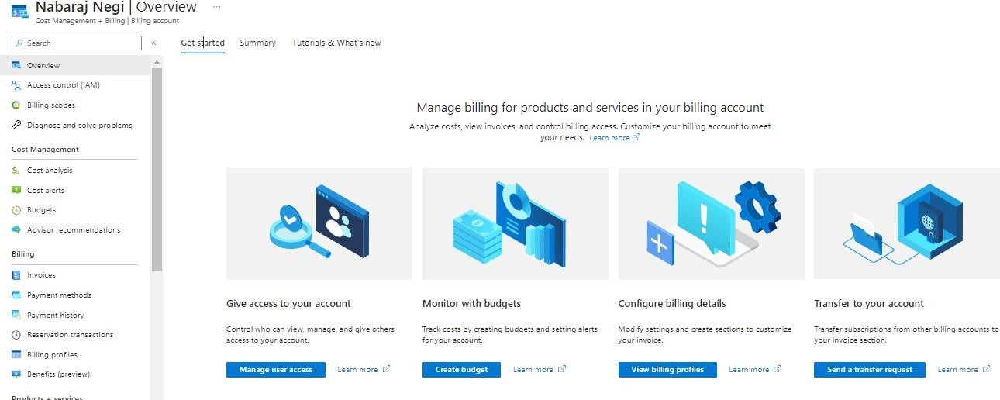 Nabaraj Negi | Overview ...
Cost Management + Billing | Billing account
Search «
Get started Summary Tutorials & What's new
Overview
Access control (IAM)
Billing scopes
Diagnose and solve problems
Cost Management
Cost analysis
Cost alerts
Budgets
Advisor recommendations
Billing
Invoices
Payment methods
Payment history
Reservation transactions
Billing profiles
Benefits (preview)
Products + services
Manage billing for products and services in your billing account
Analyze costs, view invoices, and control billing access. Customize your billing account to meet
your needs. Learn more
Give access to your account
Control who can view, manage, and give others
access to your account.
Manage user access Learn more
Monitor with budgets
Track costs by creating budgets and setting alerts
for your account.
Create budget Learn more
Configure billing details
Modify settings and create sections to customize
your invoice.
View billing profiles Learn more
Transfer to your account
Transfer subscriptions from other billing accounts to
your invoice section.
Send a transfer request Learn more